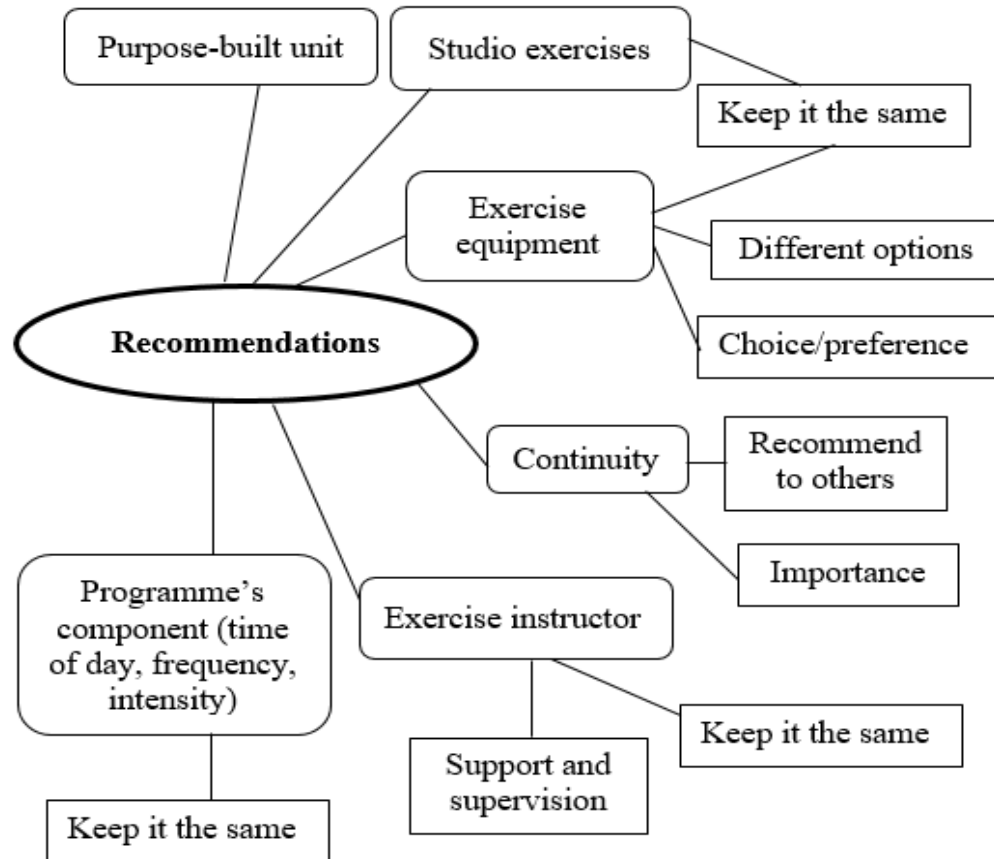 Purpose-built unit
Studio exercises
Keep it the same
Exercise
equipment
Different options
Choice/preference
Recommendations
Continuity
Recommend
to others
Importance
Programme’s
component (time
of day, frequency,
intensity)
Exercise instructor
Keep it the same
Support and
supervision
Keep it the same